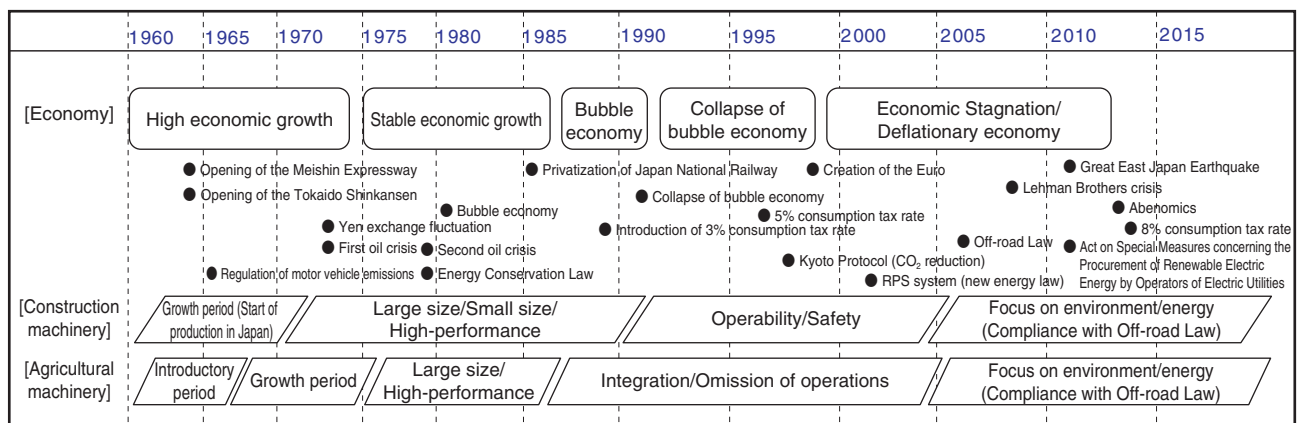 1960 1965 1970 1975 1980 1985 1990 1995 2000 2005 2010 2015
[Economy]
High economic growth
Stable economic growth
Bubble
economy
Collapse of
bubble economy
Economic Stagnation/
Deflationary economy
Opening of the Meishin Expressway
Privatization of Japan National Railway
Creation of the Euro
Great East Japan Earthquake
Opening of the Tokaido Shinkansen
Collapse of bubble economy
Lehman Brothers crisis
Bubble economy
5% consumption tax rate
Abenomics
Yen exchange fluctuation
Introduction of 3% consumption tax rate
8% consumption tax rate
First oil crisis
Second oil crisis
Off-road Law
Act on Special Measures concerning the
Procurement of Renewable Electric
Energy by Operators of Electric Utilities
Kyoto Protocol (CO₂ reduction)
Regulation of motor vehicle emissions
Energy Conservation Law
RPS system (new energy law)
[Construction
machinery]
Growth period (Start of
production in Japan)
Large size/Small size/
High-performance
Operability/Safety
Focus on environment/energy
(Compliance with Off-road Law)
[Agricultural
machinery]
Introductory
period
Growth period
Large size/
High-performance
Integration/Omission of operations
Focus on environment/energy
(Compliance with Off-road Law)